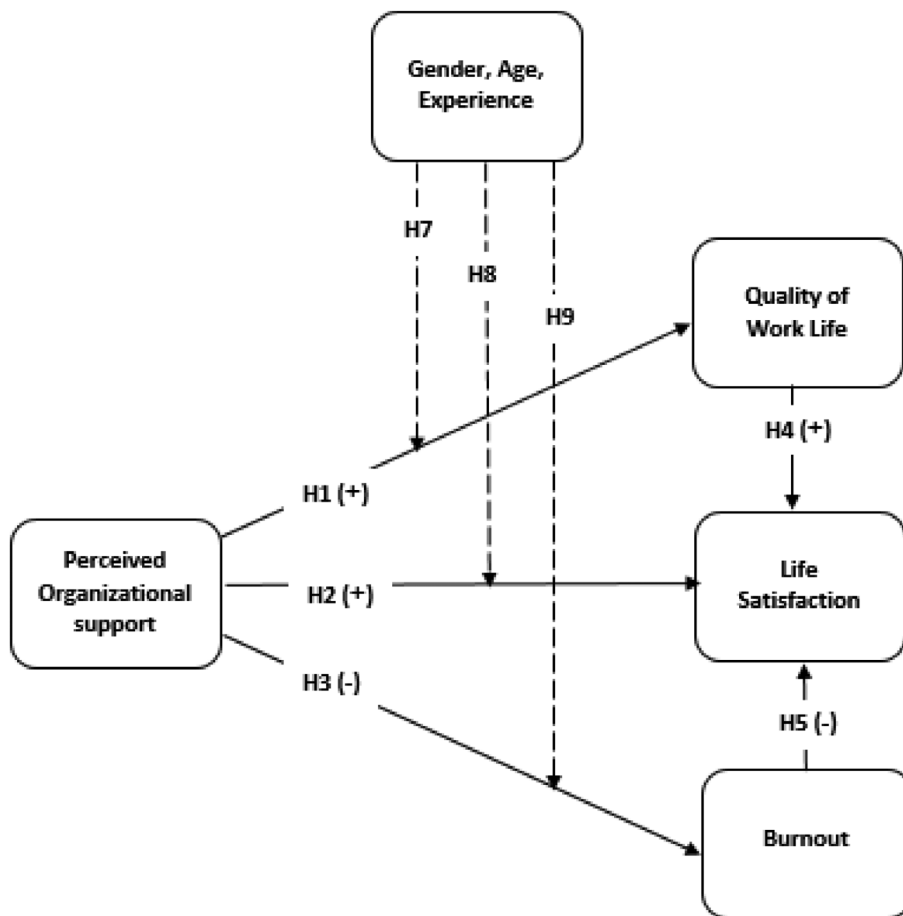 Gender, Age,
Experience
H7
H8
H9
Quality of
Work Life
H4 (+)
H1 (+)
Perceived
Organizational
support
H2 (+)
Life
Satisfaction
H3 (-)
H5 (-)
Burnout